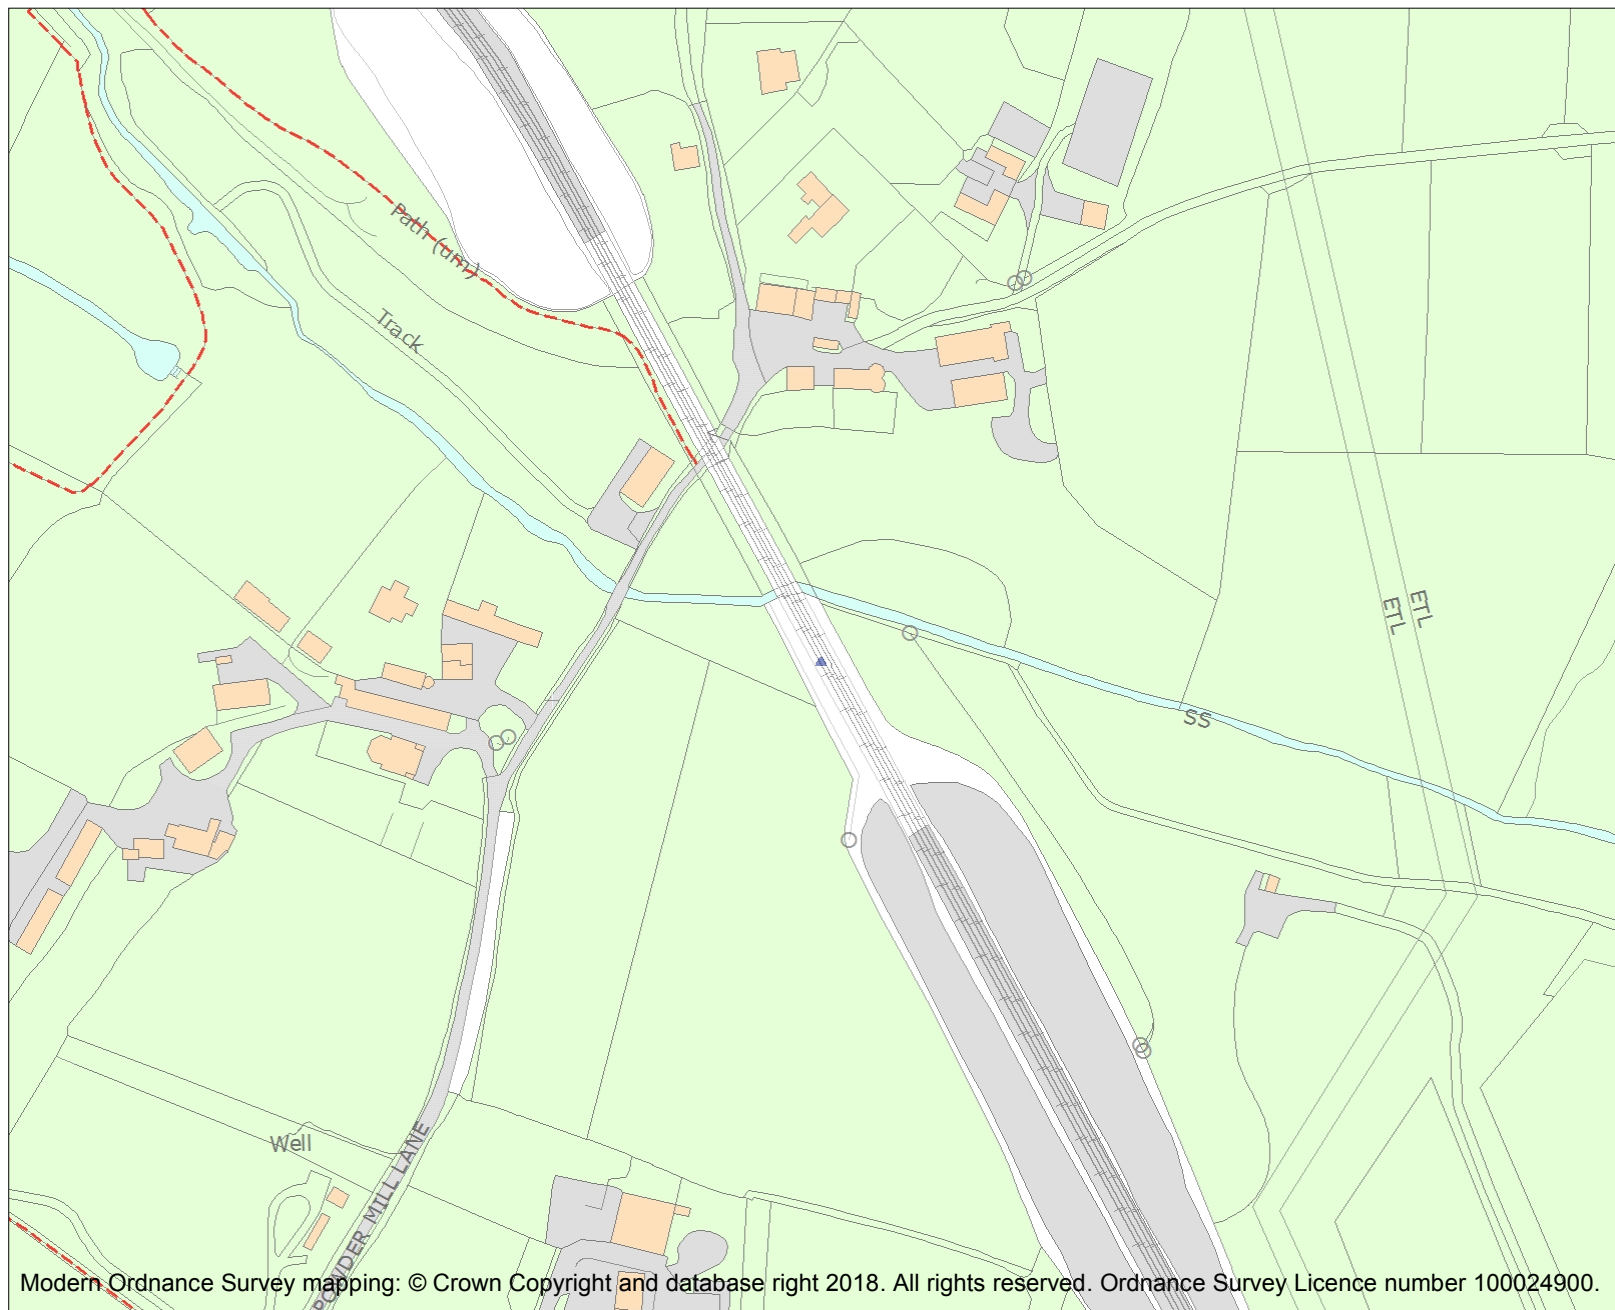 Path (um)
Track
ETL
ETL
SS
Well
POWDER MILL LANE
Modern Ordnance Survey mapping: © Crown Copyright and database right 2018. All rights reserved. Ordnance Survey Licence number 100024900.